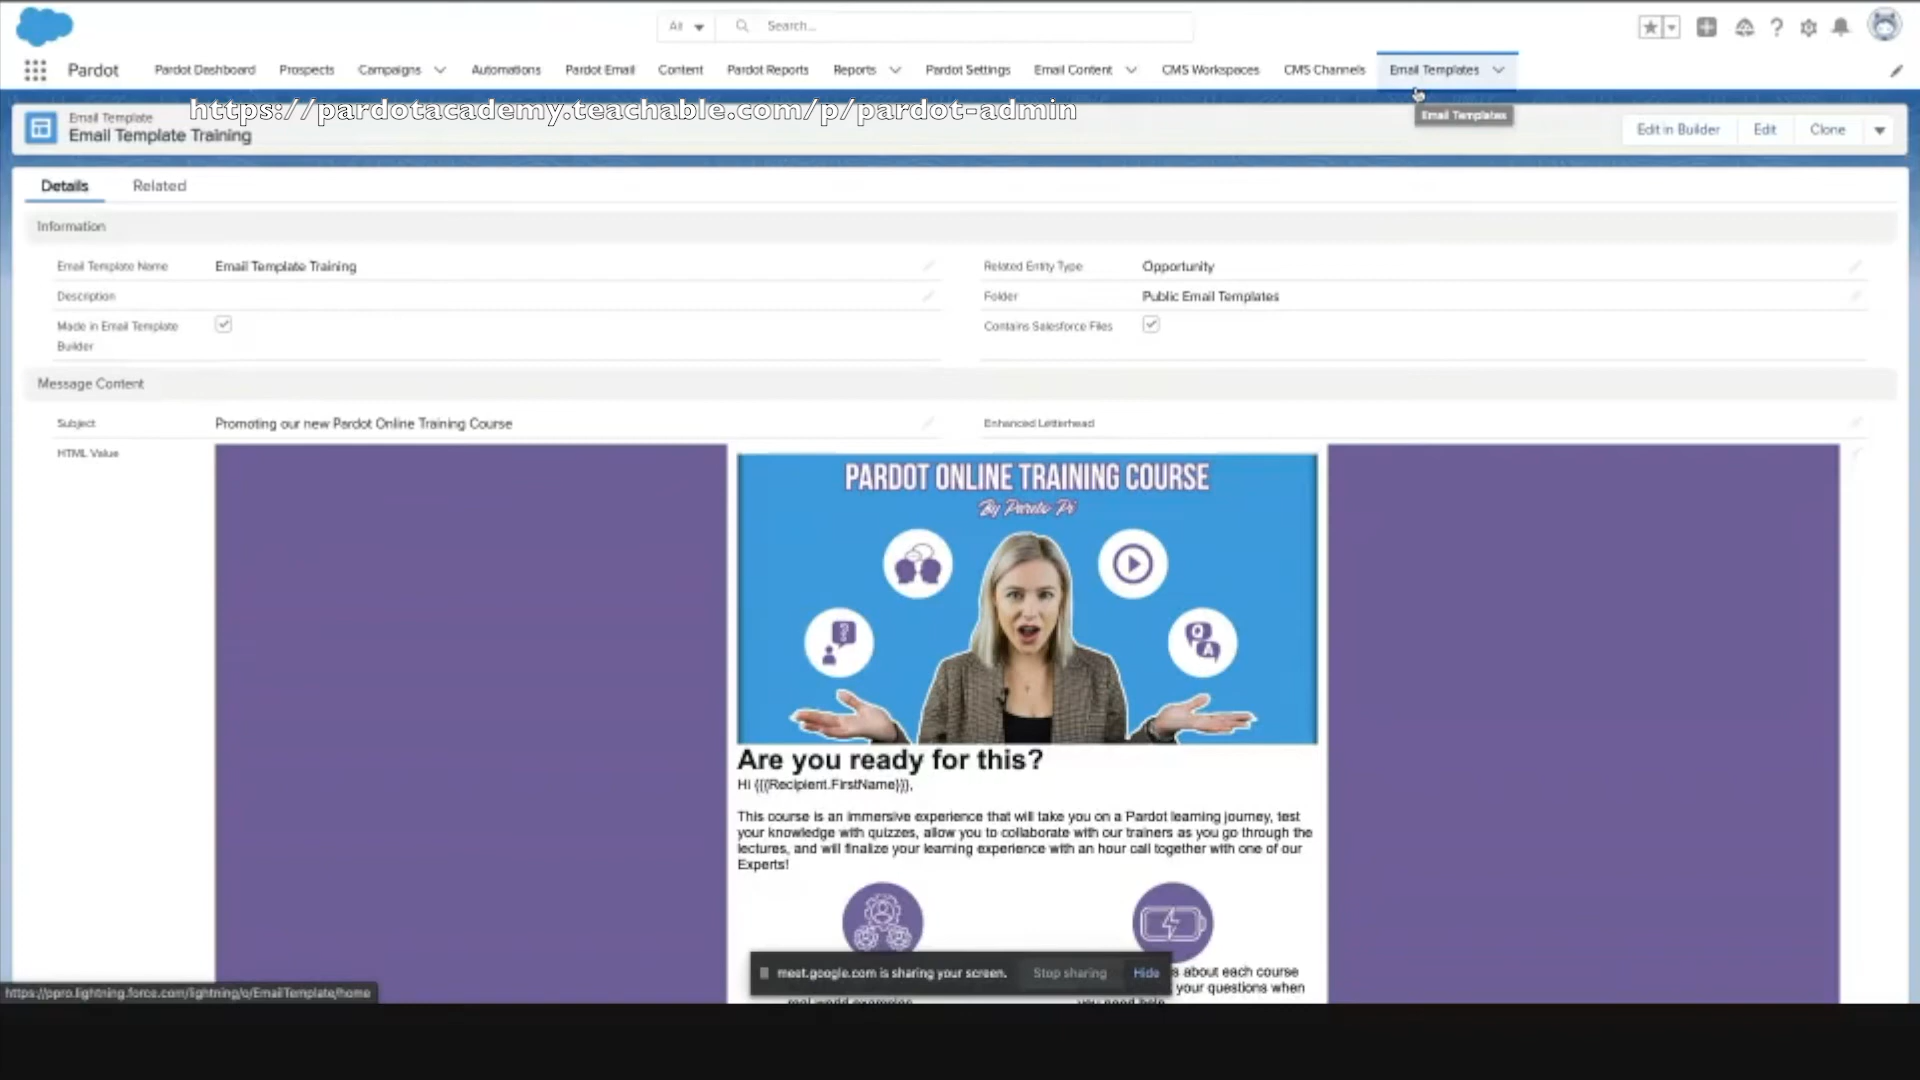 All
Search...
Pardot
Pardot Dashboard
Prospects
Campaigns
Automations
Pardot Email
Content
Pardot Reports
Reports
Pardot Settings
Email Content
CMS Workspaces
CMS Channels
Email Templates
https://pardotacademy.teachable.com/p/pardot-admin
Email Templates
Email Template
Email Template Training
Edit in Builder
Edit
Clone
Details
Related
Information
Email Template Name
Email Template Training
Related Entity Type
Opportunity
Description
Folder
Public Email Templates
Made in Email Template
Builder
Contains Salesforce Files
Message Content
Subject
Promoting our new Pardot Online Training Course
Enhanced Letterhead
HTML Value
PARDOT ONLINE TRAINING COURSE
By Pareto Pi
Q
A
Are you ready for this?
Hi {{{Recipient.FirstName}}},
This course is an immersive experience that will take you on a Pardot learning journey, test
your knowledge with quizzes, allow you to collaborate with our trainers as you go through the
lectures, and will finalize your learning experience with an hour call together with one of our
Experts!
meet.google.com is sharing your screen.
Stop sharing
Hide
s about each course
your questions when
real world examples
you need help
https://ppro.lightning.force.com/lightning/o/EmailTemplate/home